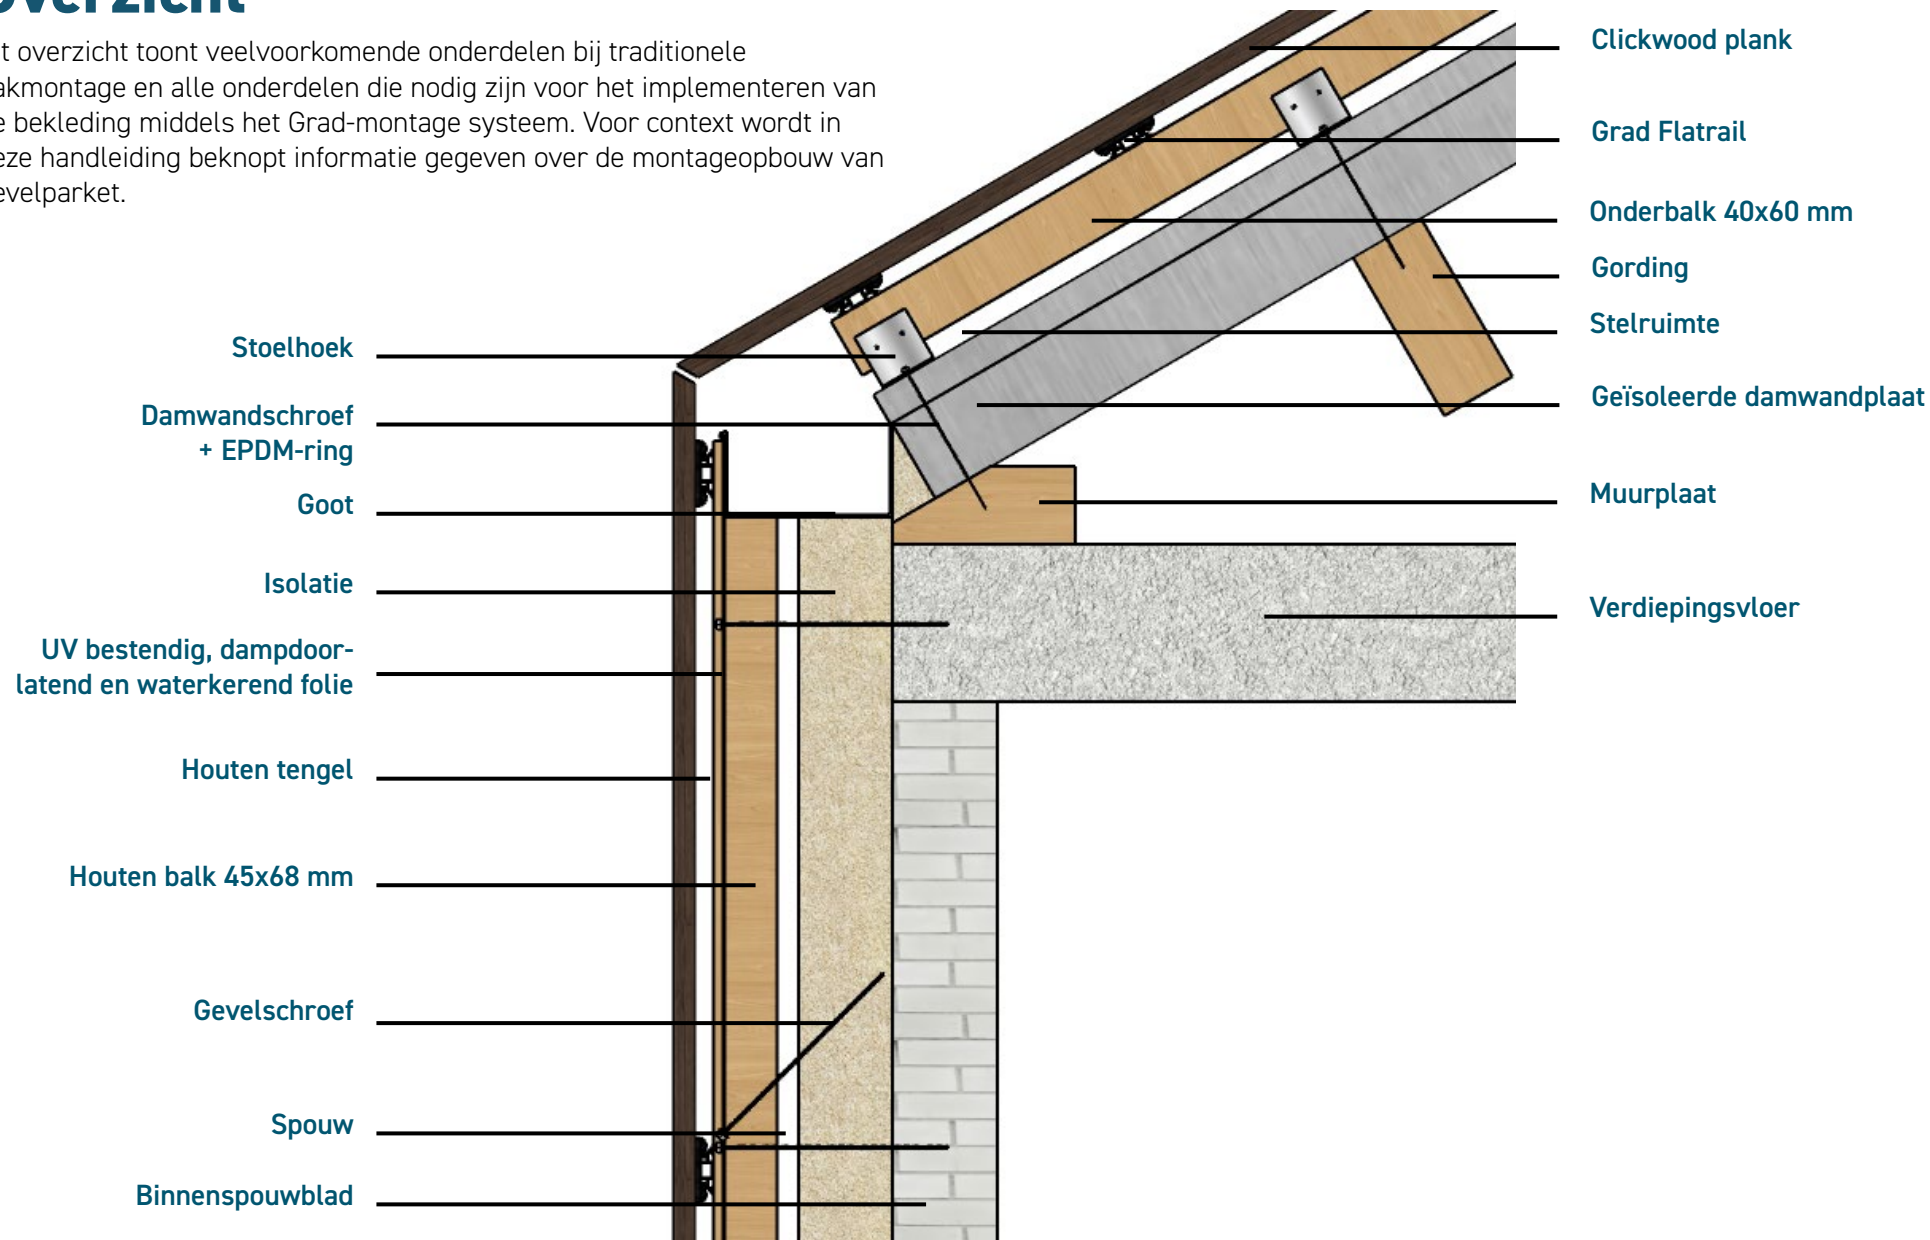 overzicht
t overzicht toont veelvoorkomende onderdelen bij traditionele
akmontage en alle onderdelen die nodig zijn voor het implementeren van
e bekleding middels het Grad-montage systeem. Voor context wordt in
eze handleiding beknopt informatie gegeven over de montageopbouw van
evelparket.
Clickwood plank
Grad Flatrail
Onderbalk 40x60 mm
Gording
Stelruimte
Geïsoleerde damwandplaat
Muurplaat
Verdiepingsvloer
Stoelhoek
Damwandschroef
+ EPDM-ring
Goot
Isolatie
UV bestendig, dampdoor-
latend en waterkerend folie
Houten tengel
Houten balk 45x68 mm
Gevelschroef
Spouw
Binnenspouwblad